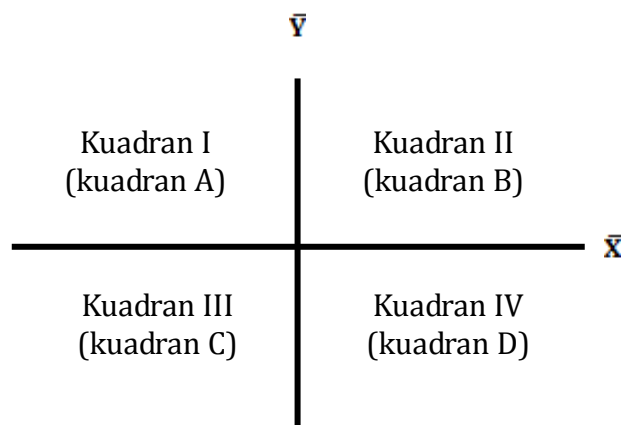 Ȳ
Kuadran I
(kuadran A)
Kuadran II
(kuadran B)
X̄
Kuadran III
(kuadran C)
Kuadran IV
(kuadran D)